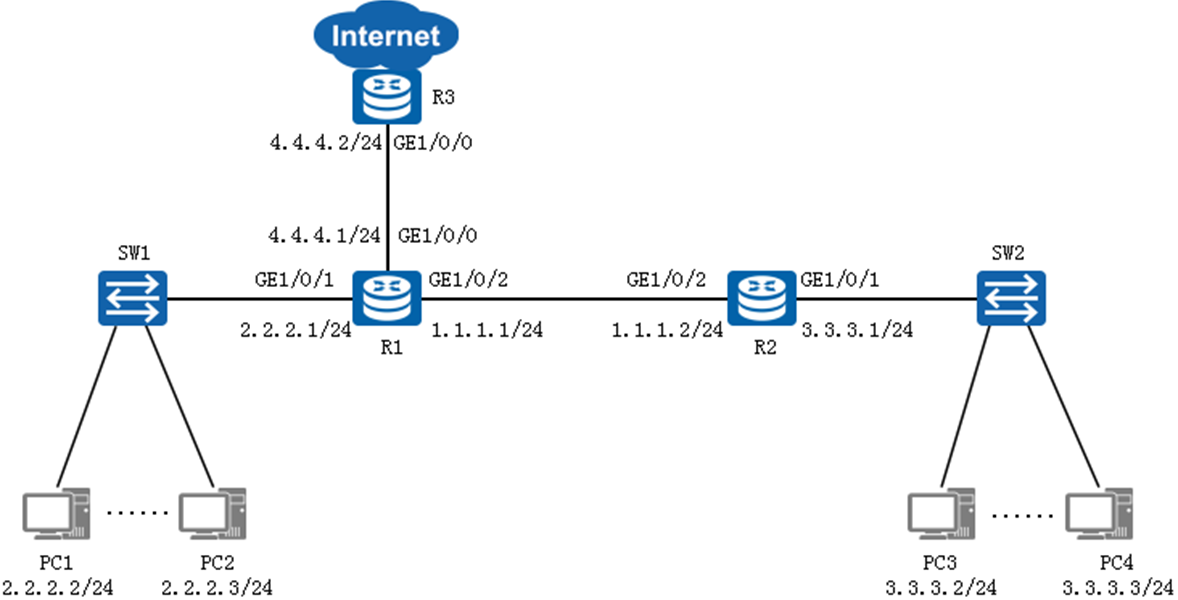 Internet
R3
4.4.4.2/24 GE1/0/0
4.4.4.1/24 GE1/0/0
SW1
SW2
GE1/0/1
GE1/0/2
GE1/0/2
GE1/0/1
2.2.2.1/24
1.1.1.1/24
1.1.1.2/24
3.3.3.1/24
R1
R2
......
......
PC1
PC2
PC3
PC4
2.2.2.2/24
2.2.2.3/24
3.3.3.2/24
3.3.3.3/24